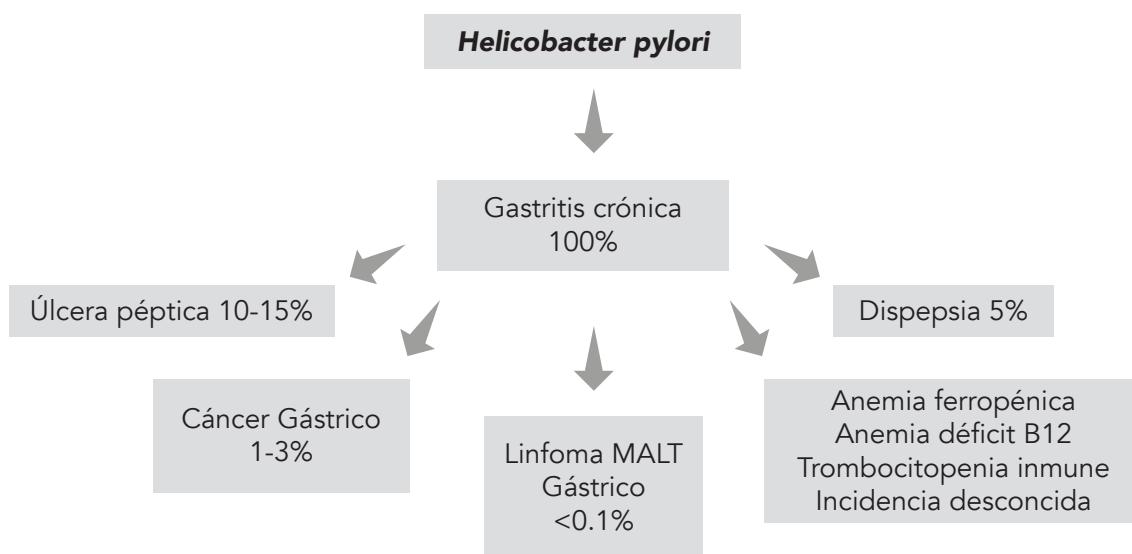 Helicobacter pylori
Gastritis crónica
100%
Úlcera péptica 10-15%
Dispepsia 5%
Cáncer Gástrico
1-3%
Linfoma MALT
Gástrico
<0.1%
Anemia ferropénica
Anemia déficit B12
Trombocitopenia inmune
Incidencia desconcida